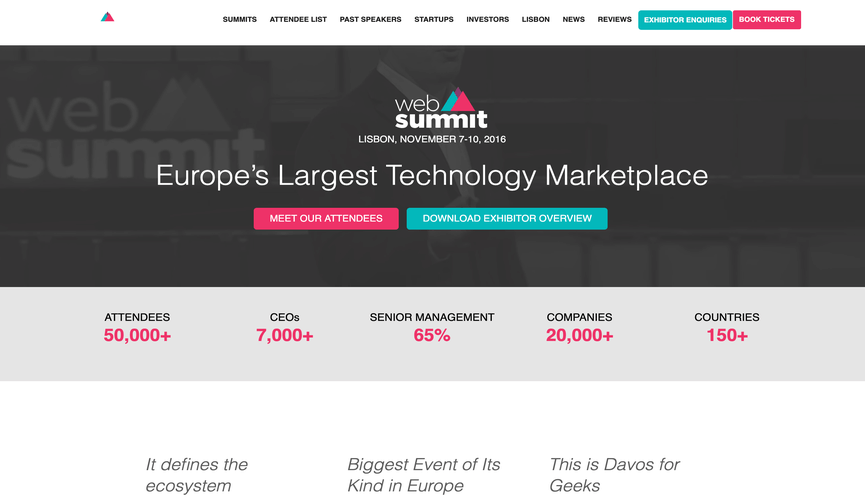 SUMMITS ATTENDEE LIST PAST SPEAKERS STARTUPS INVESTORS LISBON NEWS REVIEWS EXHIBITOR ENQUIRIES BOOK TICKETS
web
summit
web
summit
LISBON, NOVEMBER 7-10, 2016
Europe's Largest Technology Marketplace
MEET OUR ATTENDEES DOWNLOAD EXHIBITOR OVERVIEW
ATTENDEES CEOs SENIOR MANAGEMENT COMPANIES COUNTRIES
50,000+ 7,000+ 65% 20,000+ 150+
It defines the Biggest Event of Its This is Davos for
ecosystem Kind in Europe Geeks